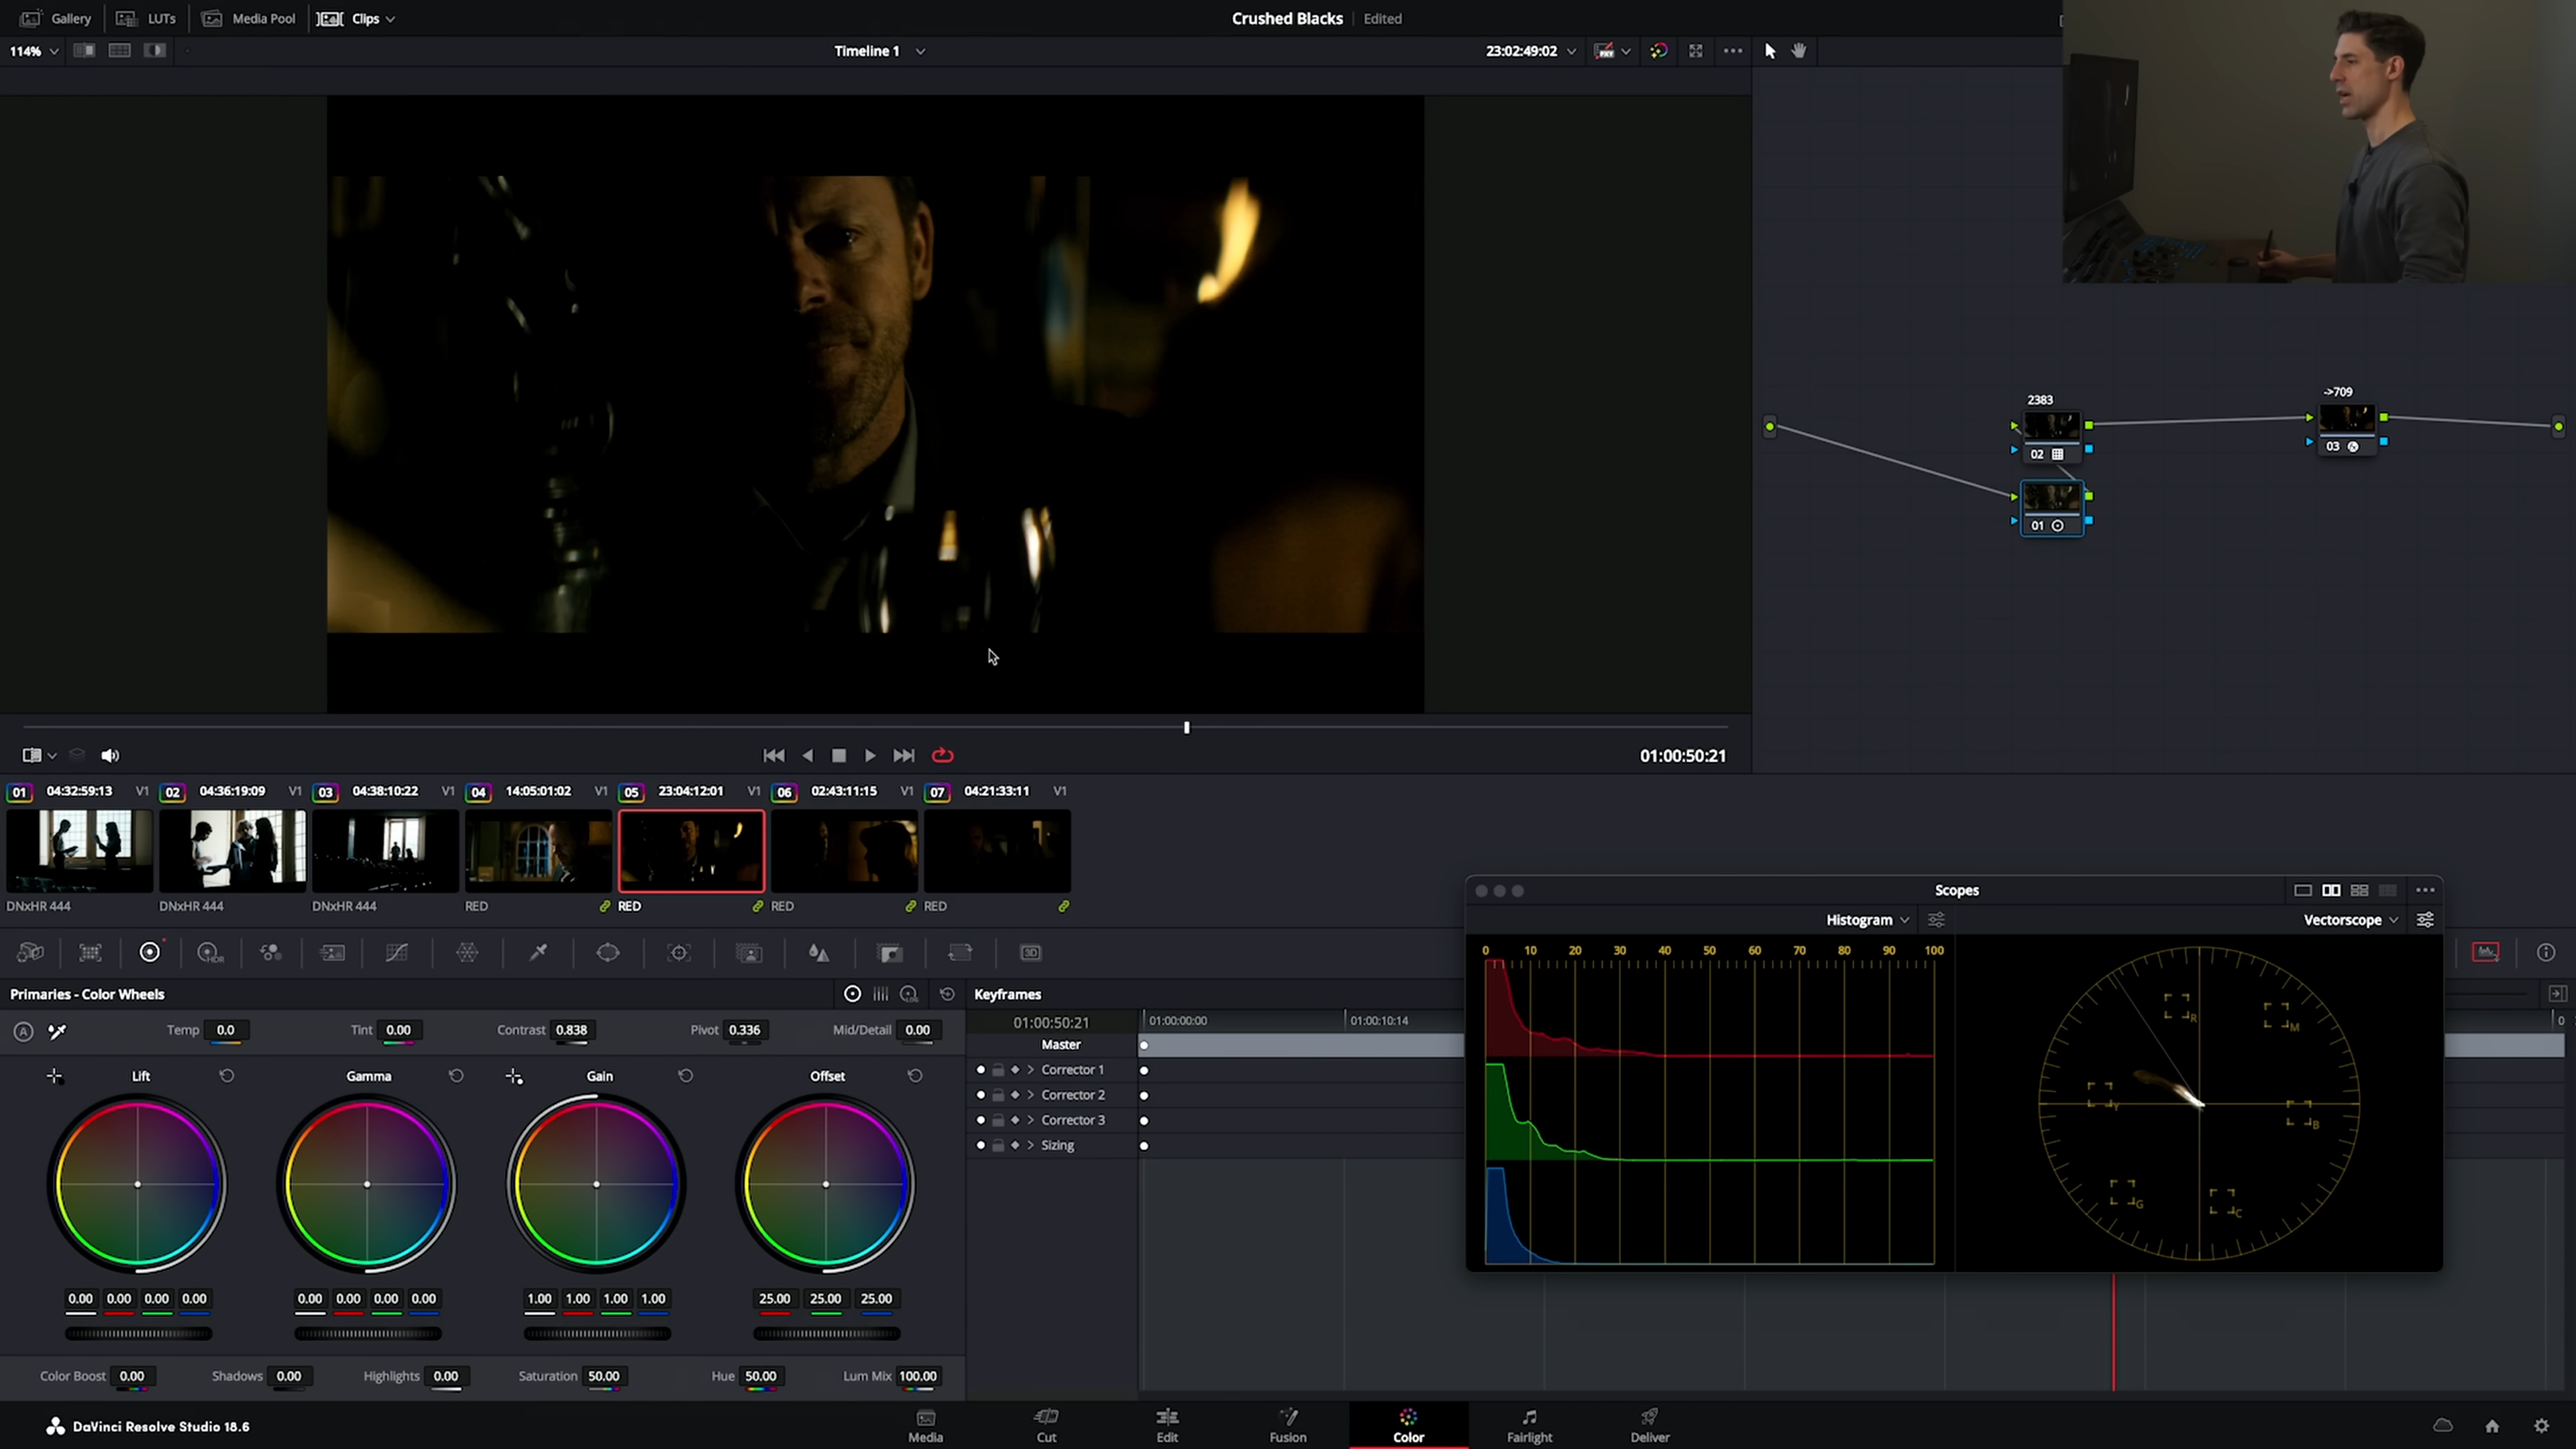 Gallery LUTs Media Pool Clips Crushed Blacks Edited
114% Timeline 1 23:02:49:02
2383
->709
02
03
01
01:00:50:21
01 04:32:59:13 V1 02 04:36:19:09 V1 03 04:38:10:22 V1 04 14:05:01:02 V1 05 23:04:12:01 V1 06 02:43:11:15 V1 07 04:21:33:11 V1
DNxHR 444 DNxHR 444 DNxHR 444 RED RED RED RED
Scopes
Histogram Vectorscope
0 10 20 30 40 50 60 70 80 90 100
R M Y B G C
HDR 3D
Primaries - Color Wheels
Keyframes
Temp 0.0 Tint 0.00 Contrast 0.838 Pivot 0.336 Mid/Detail 0.00
01:00:50:21 01:00:00:00 01:00:10:14 0
Master
Corrector 1
Corrector 2
Corrector 3
Sizing
Lift Gamma Gain Offset
0.00 0.00 0.00 0.00 0.00 0.00 0.00 0.00 1.00 1.00 1.00 1.00 25.00 25.00 25.00
Color Boost 0.00 Shadows 0.00 Highlights 0.00 Saturation 50.00 Hue 50.00 Lum Mix 100.00
DaVinci Resolve Studio 18.6
Media Cut Edit Fusion Color Fairlight Deliver